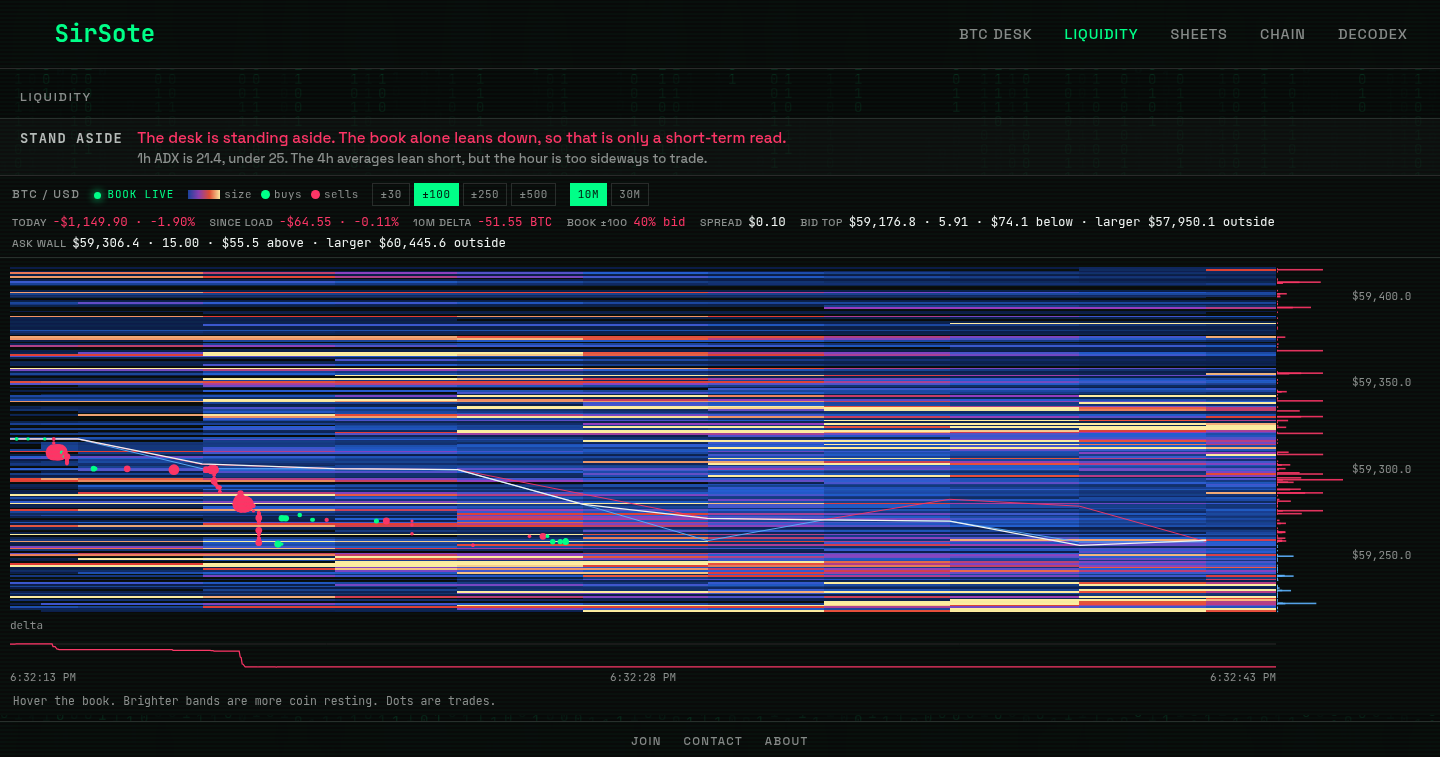 SirSote
BTC DESK LIQUIDITY SHEETS CHAIN DECODEX
LIQUIDITY
STAND ASIDE The desk is standing aside. The book alone leans down, so that is only a short-term read.
1h ADX is 21.4, under 25. The 4h averages lean short, but the hour is too sideways to trade.
BTC / USD BOOK LIVE size buys sells ±30 ±100 ±250 ±500 10M 30M
TODAY -$1,149.90 · -1.90% SINCE LOAD -$64.55 · -0.11% 10M DELTA -51.55 BTC BOOK ±100 40% bid SPREAD $0.10 BID TOP $59,176.8 · 5.91 · $74.1 below · larger $57,950.1 outside
ASK WALL $59,306.4 · 15.00 · $55.5 above · larger $60,445.6 outside
$59,400.0
$59,350.0
$59,300.0
$59,250.0
delta
6:32:13 PM 6:32:28 PM 6:32:43 PM
Hover the book. Brighter bands are more coin resting. Dots are trades.
JOIN CONTACT ABOUT